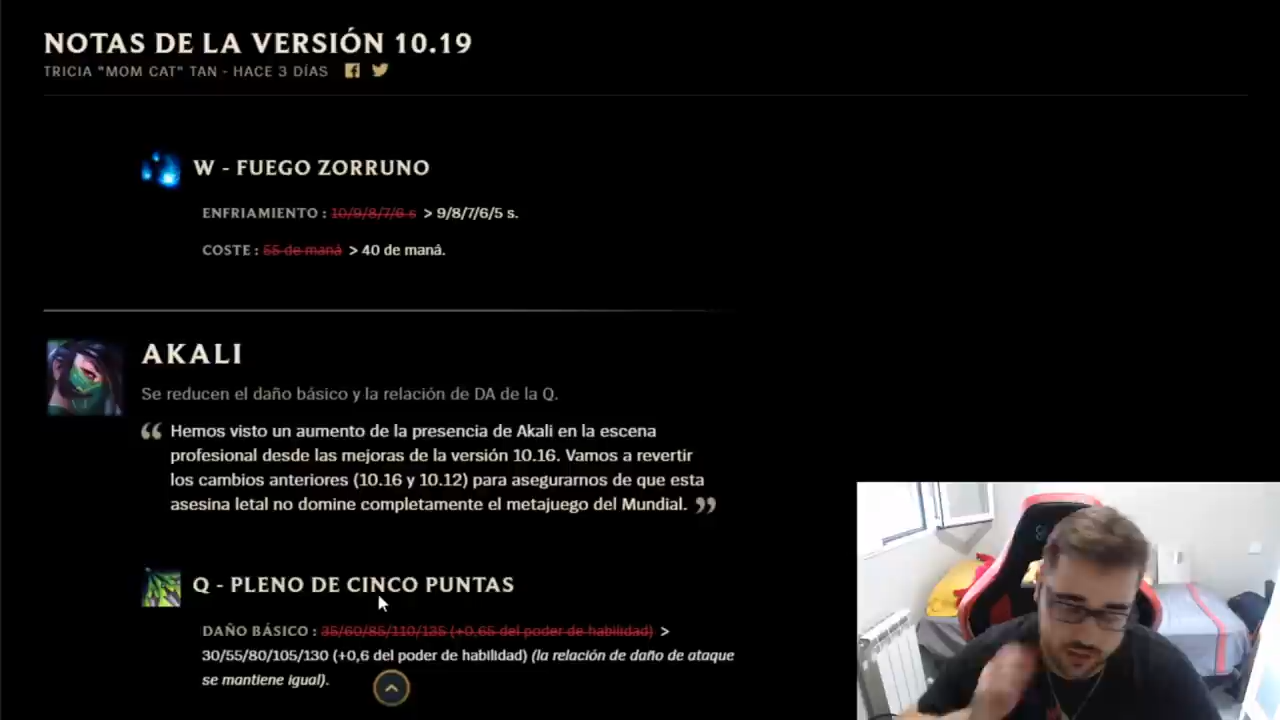 NOTAS DE LA VERSIÓN 10.19
TRICIA "MOM CAT" TAN - HACE 3 DÍAS
W - FUEGO ZORRUNO
ENFRIAMIENTO : 10/9/8/7/6 s > 9/8/7/6/5 s.
COSTE : 55 de maná > 40 de maná.
AKALI
Se reducen el daño básico y la relación de DA de la Q.
“ Hemos visto un aumento de la presencia de Akali en la escena
profesional desde las mejoras de la versión 10.16. Vamos a revertir
los cambios anteriores (10.16 y 10.12) para asegurarnos de que esta
asesina letal no domine completamente el metajuego del Mundial. ”
Q - PLENO DE CINCO PUNTAS
DAÑO BÁSICO : 35/60/85/110/135 (+0,65 del poder de habilidad) >
30/55/80/105/130 (+0,6 del poder de habilidad) (la relación de daño de ataque
se mantiene igual).